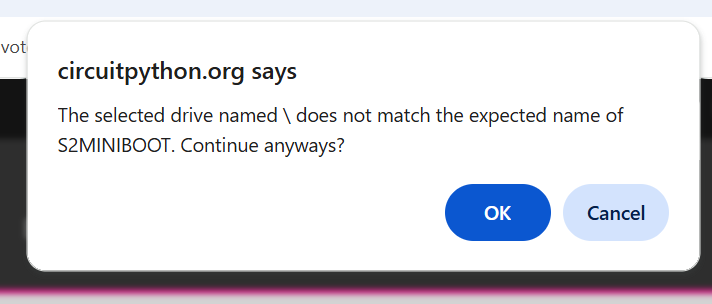 vot
circuitpython.org says
The selected drive named \ does not match the expected name of
S2MINIBOOT. Continue anyways?
OK
Cancel